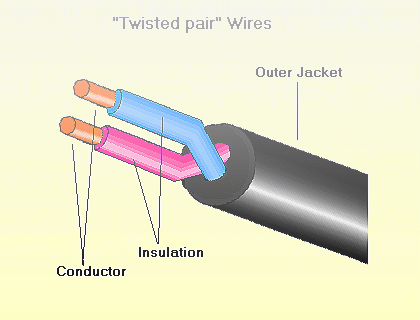 "Twisted pair" Wires
Outer Jacket
Insulation
Conductor